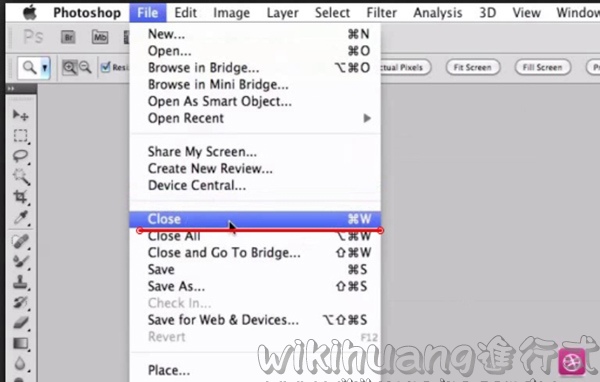 Photoshop File Edit Image Layer Select Filter Analysis 3D View Window
Ps Br Mb
Resi
ctual Pixels Fit Screen Fill Screen P
New... ⌘N
Open... ⌘O
Browse in Bridge... ⌥⌘O
Browse in Mini Bridge...
Open As Smart Object...
Open Recent
Share My Screen...
Create New Review...
Device Central...
Close ⌘W
Close All ⌥⌘W
Close and Go To Bridge... ⇧⌘W
Save ⌘S
Save As... ⇧⌘S
Check In...
Save for Web & Devices... ⌥⇧⌘S
Revert F12
Place...
wikihuang進行式